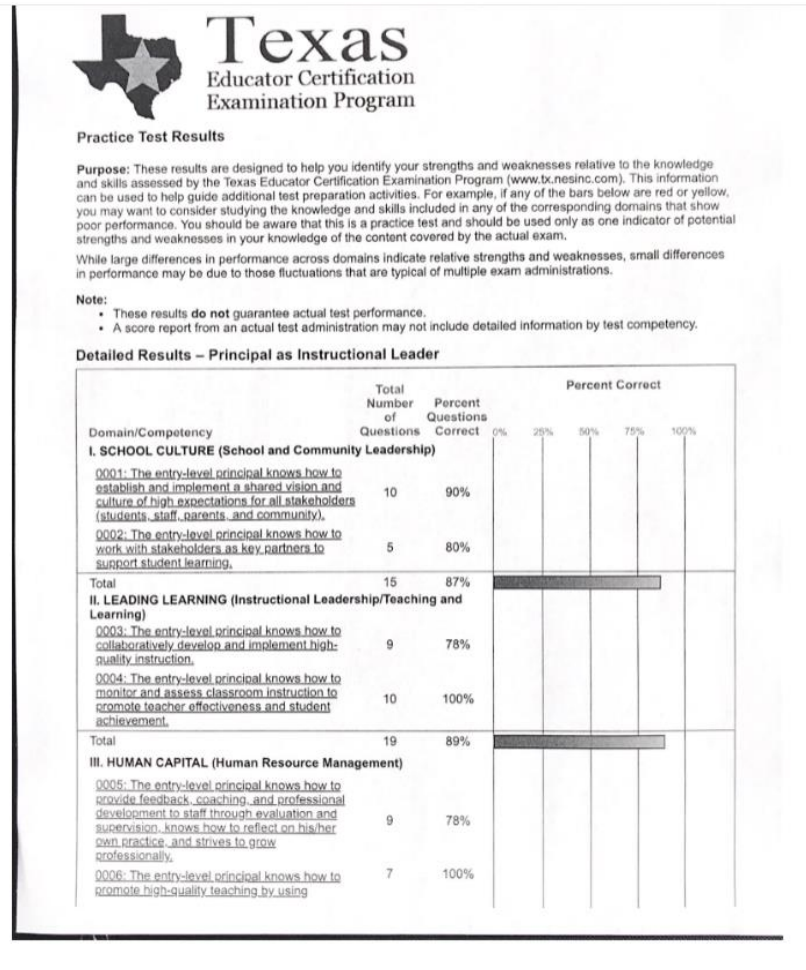 Texas
Educator Certification
Examination Program
Practice Test Results
Purpose: These results are designed to help you identify your strengths and weaknesses relative to the knowledge
and skills assessed by the Texas Educator Certification Examination Program (www.tx.nesinc.com). This information
can be used to help guide additional test preparation activities. For example, if any of the bars below are red or yellow,
you may want to consider studying the knowledge and skills included in any of the corresponding domains that show
poor performance. You should be aware that this is a practice test and should be used only as one indicator of potential
strengths and weaknesses in your knowledge of the content covered by the actual exam.
While large differences in performance across domains indicate relative strengths and weaknesses, small differences
in performance may be due to those fluctuations that are typical of multiple exam administrations.
Note:
• These results do not guarantee actual test performance.
• A score report from an actual test administration may not include detailed information by test competency.
Detailed Results – Principal as Instructional Leader
Total Percent Correct
Number Percent
of Questions
Domain/Competency Questions Correct 0% 25% 50% 75% 100%
I. SCHOOL CULTURE (School and Community Leadership)
0001: The entry-level principal knows how to
establish and implement a shared vision and
culture of high expectations for all stakeholders 10 90%
(students, staff, parents, and community).
0002: The entry-level principal knows how to
work with stakeholders as key partners to 5 80%
support student learning.
Total 15 87%
II. LEADING LEARNING (Instructional Leadership/Teaching and
Learning)
0003: The entry-level principal knows how to
collaboratively develop and implement high- 9 78%
quality instruction.
0004: The entry-level principal knows how to
monitor and assess classroom instruction to 10 100%
promote teacher effectiveness and student
achievement.
Total 19 89%
III. HUMAN CAPITAL (Human Resource Management)
0005: The entry-level principal knows how to
provide feedback, coaching, and professional
development to staff through evaluation and 9 78%
supervision, knows how to reflect on his/her
own practice, and strives to grow
professionally.
0006: The entry-level principal knows how to 7 100%
promote high-quality teaching by using